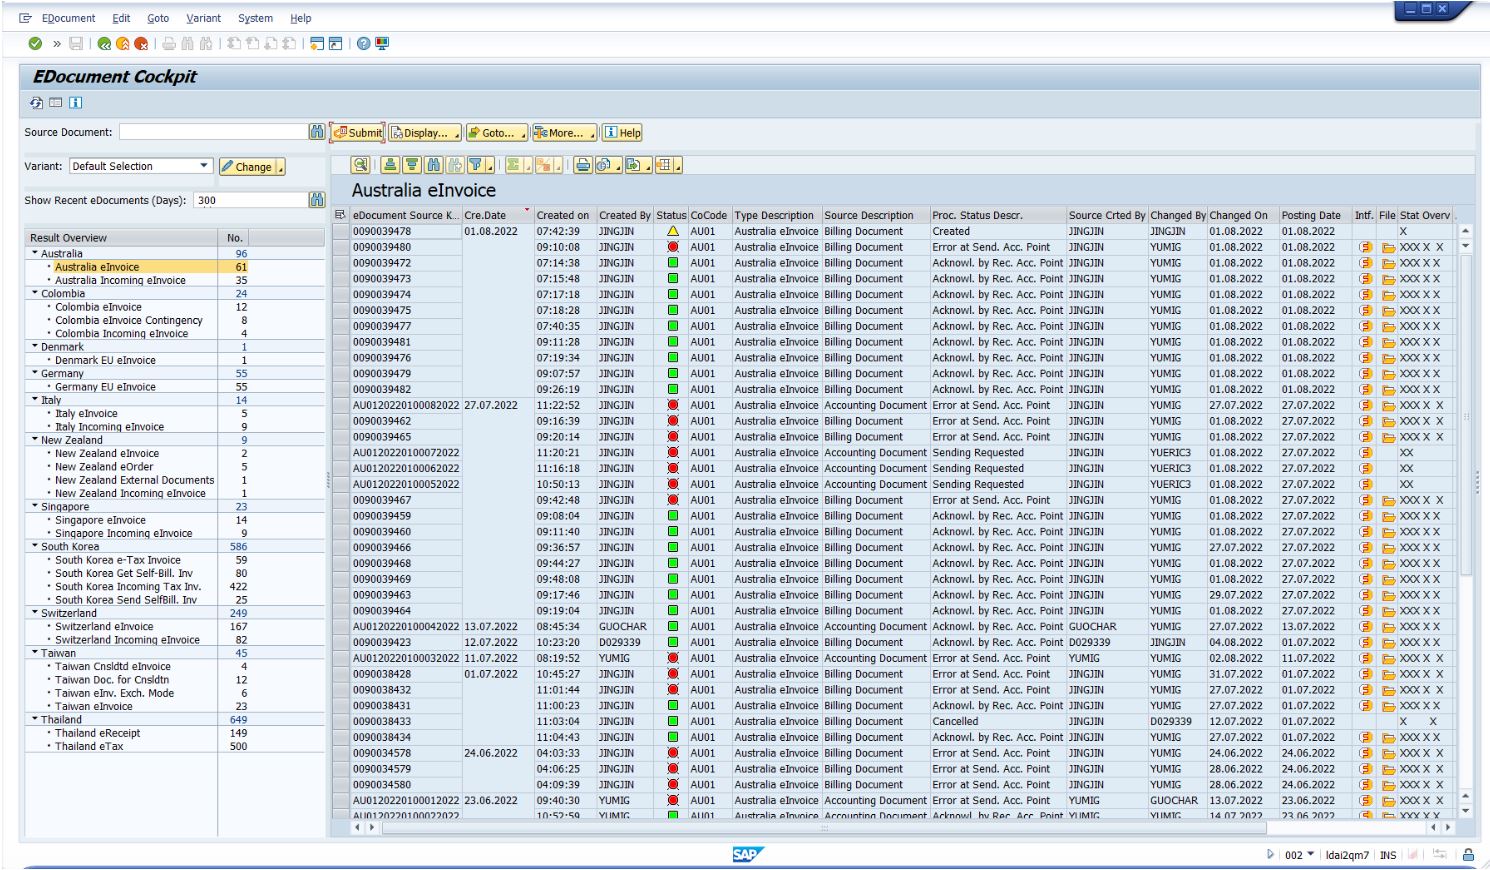 EDocument Edit Goto Variant System Help
EDocument Cockpit
Source Document: Submit Display... Goto... More... Help
Variant: Default Selection Change
Show Recent eDocuments (Days): 300
Result Overview No.
Australia 96
Australia eInvoice 61
Australia Incoming eInvoice 35
Colombia 24
Colombia eInvoice 12
Colombia eInvoice Contingency 8
Colombia Incoming eInvoice 4
Denmark 1
Denmark EU eInvoice 1
Germany 55
Germany EU eInvoice 55
Italy 14
Italy eInvoice 5
Italy Incoming eInvoice 9
New Zealand 9
New Zealand eInvoice 2
New Zealand eOrder 5
New Zealand External Documents 1
New Zealand Incoming eInvoice 1
Singapore 23
Singapore eInvoice 14
Singapore Incoming eInvoice 9
South Korea 586
South Korea e-Tax Invoice 59
South Korea Get Self-Bill. Inv 80
South Korea Incoming Tax Inv. 422
South Korea Send SelfBill. Inv 25
Switzerland 249
Switzerland eInvoice 167
Switzerland Incoming eInvoice 82
Taiwan 45
Taiwan Cnsldtd eInvoice 4
Taiwan Doc. for Cnsldtn 12
Taiwan eInv. Exch. Mode 6
Taiwan eInvoice 23
Thailand 649
Thailand eReceipt 149
Thailand eTax 500
Australia eInvoice
eDocument Source K... Cre.Date Created on Created By Status CoCode Type Description Source Description Proc. Status Descr. Source Crted By Changed By Changed On Posting Date Intf. File Stat Overv
0090039478 01.08.2022 07:42:39 JINGJIN AU01 Australia eInvoice Billing Document Created JINGJIN JINGJIN 01.08.2022 01.08.2022 X
0090039480 09:10:08 JINGJIN AU01 Australia eInvoice Billing Document Error at Send. Acc. Point JINGJIN YUMIG 01.08.2022 01.08.2022 XXX X X
0090039472 07:14:38 JINGJIN AU01 Australia eInvoice Billing Document Acknowl. by Rec. Acc. Point JINGJIN YUMIG 01.08.2022 01.08.2022 XXX X X
0090039473 07:15:48 JINGJIN AU01 Australia eInvoice Billing Document Acknowl. by Rec. Acc. Point JINGJIN YUMIG 01.08.2022 01.08.2022 XXX X X
0090039474 07:17:18 JINGJIN AU01 Australia eInvoice Billing Document Acknowl. by Rec. Acc. Point JINGJIN YUMIG 01.08.2022 01.08.2022 XXX X X
0090039475 07:18:28 JINGJIN AU01 Australia eInvoice Billing Document Acknowl. by Rec. Acc. Point JINGJIN YUMIG 01.08.2022 01.08.2022 XXX X X
0090039477 07:40:35 JINGJIN AU01 Australia eInvoice Billing Document Acknowl. by Rec. Acc. Point JINGJIN YUMIG 01.08.2022 01.08.2022 XXX X X
0090039481 09:11:28 JINGJIN AU01 Australia eInvoice Billing Document Acknowl. by Rec. Acc. Point JINGJIN YUMIG 01.08.2022 01.08.2022 XXX X X
0090039476 07:19:34 JINGJIN AU01 Australia eInvoice Billing Document Acknowl. by Rec. Acc. Point JINGJIN YUMIG 01.08.2022 01.08.2022 XXX X X
0090039479 09:07:57 JINGJIN AU01 Australia eInvoice Billing Document Acknowl. by Rec. Acc. Point JINGJIN YUMIG 01.08.2022 01.08.2022 XXX X X
0090039482 09:26:19 JINGJIN AU01 Australia eInvoice Billing Document Acknowl. by Rec. Acc. Point JINGJIN YUMIG 01.08.2022 01.08.2022 XXX X X
AU0120220100082022 27.07.2022 11:22:52 JINGJIN AU01 Australia eInvoice Accounting Document Error at Send. Acc. Point JINGJIN YUMIG 27.07.2022 27.07.2022 XXX X X
0090039462 09:16:39 JINGJIN AU01 Australia eInvoice Billing Document Error at Send. Acc. Point JINGJIN YUMIG 27.07.2022 27.07.2022 XXX X X
0090039465 09:20:14 JINGJIN AU01 Australia eInvoice Billing Document Error at Send. Acc. Point JINGJIN YUMIG 27.07.2022 27.07.2022 XXX X X
AU0120220100072022 11:20:21 JINGJIN AU01 Australia eInvoice Accounting Document Sending Requested JINGJIN YUERIC3 01.08.2022 27.07.2022 XX
AU0120220100062022 11:16:18 JINGJIN AU01 Australia eInvoice Accounting Document Sending Requested JINGJIN YUERIC3 01.08.2022 27.07.2022 XX
AU0120220100052022 10:50:13 JINGJIN AU01 Australia eInvoice Accounting Document Sending Requested JINGJIN YUERIC3 01.08.2022 27.07.2022 XX
0090039467 09:42:48 JINGJIN AU01 Australia eInvoice Billing Document Error at Send. Acc. Point JINGJIN YUMIG 01.08.2022 27.07.2022 XXX X X
0090039459 09:08:04 JINGJIN AU01 Australia eInvoice Billing Document Acknowl. by Rec. Acc. Point JINGJIN YUMIG 01.08.2022 27.07.2022 XXX X X
0090039460 09:11:40 JINGJIN AU01 Australia eInvoice Billing Document Acknowl. by Rec. Acc. Point JINGJIN YUMIG 01.08.2022 27.07.2022 XXX X X
0090039466 09:36:57 JINGJIN AU01 Australia eInvoice Billing Document Acknowl. by Rec. Acc. Point JINGJIN YUMIG 27.07.2022 27.07.2022 XXX X X
0090039468 09:44:27 JINGJIN AU01 Australia eInvoice Billing Document Acknowl. by Rec. Acc. Point JINGJIN YUMIG 01.08.2022 27.07.2022 XXX X X
0090039469 09:48:08 JINGJIN AU01 Australia eInvoice Billing Document Acknowl. by Rec. Acc. Point JINGJIN YUMIG 01.08.2022 27.07.2022 XXX X X
0090039463 09:17:46 JINGJIN AU01 Australia eInvoice Billing Document Acknowl. by Rec. Acc. Point JINGJIN YUMIG 29.07.2022 27.07.2022 XXX X X
0090039464 09:19:04 JINGJIN AU01 Australia eInvoice Billing Document Acknowl. by Rec. Acc. Point JINGJIN YUMIG 01.08.2022 27.07.2022 XXX X X
AU0120220100042022 13.07.2022 08:45:34 GUOCHAR AU01 Australia eInvoice Accounting Document Acknowl. by Rec. Acc. Point GUOCHAR YUMIG 27.07.2022 13.07.2022 XXX X X
0090039423 12.07.2022 10:23:20 D029339 AU01 Australia eInvoice Billing Document Acknowl. by Rec. Acc. Point D029339 JINGJIN 04.08.2022 01.07.2022 XXX X X
AU0120220100032022 11.07.2022 08:19:52 YUMIG AU01 Australia eInvoice Accounting Document Error at Send. Acc. Point YUMIG YUMIG 02.08.2022 11.07.2022 XXX X X
0090038428 01.07.2022 10:45:27 JINGJIN AU01 Australia eInvoice Billing Document Error at Send. Acc. Point JINGJIN YUMIG 31.07.2022 01.07.2022 XXX X X
0090038432 11:01:44 JINGJIN AU01 Australia eInvoice Billing Document Error at Send. Acc. Point JINGJIN YUMIG 27.07.2022 01.07.2022 XXX X X
0090038431 11:00:23 JINGJIN AU01 Australia eInvoice Billing Document Acknowl. by Rec. Acc. Point JINGJIN YUMIG 27.07.2022 01.07.2022 XXX X X
0090038433 11:03:04 JINGJIN AU01 Australia eInvoice Billing Document Cancelled JINGJIN D029339 12.07.2022 01.07.2022 X X
0090038434 11:04:43 JINGJIN AU01 Australia eInvoice Billing Document Acknowl. by Rec. Acc. Point JINGJIN YUMIG 01.07.2022 01.07.2022 XXX X X
0090034578 24.06.2022 04:03:33 JINGJIN AU01 Australia eInvoice Billing Document Error at Send. Acc. Point JINGJIN YUMIG 24.06.2022 24.06.2022 XXX X X
0090034579 04:06:25 JINGJIN AU01 Australia eInvoice Billing Document Error at Send. Acc. Point JINGJIN YUMIG 28.06.2022 24.06.2022 XXX X X
0090034580 04:09:39 JINGJIN AU01 Australia eInvoice Billing Document Error at Send. Acc. Point JINGJIN YUMIG 28.06.2022 24.06.2022 XXX X X
AU0120220100012022 23.06.2022 09:40:30 YUMIG AU01 Australia eInvoice Accounting Document Error at Send. Acc. Point YUMIG GUOCHAR 13.07.2022 23.06.2022 XXX X X
AU0120220100022022 10:52:59 YUMIG AU01 Australia eInvoice Accounting Document Acknowl. by Rec. Acc. Point YUMIG YUMIG 14.07.2022 23.06.2022 XXX X X
SAP 002 ldai2qm7 INS